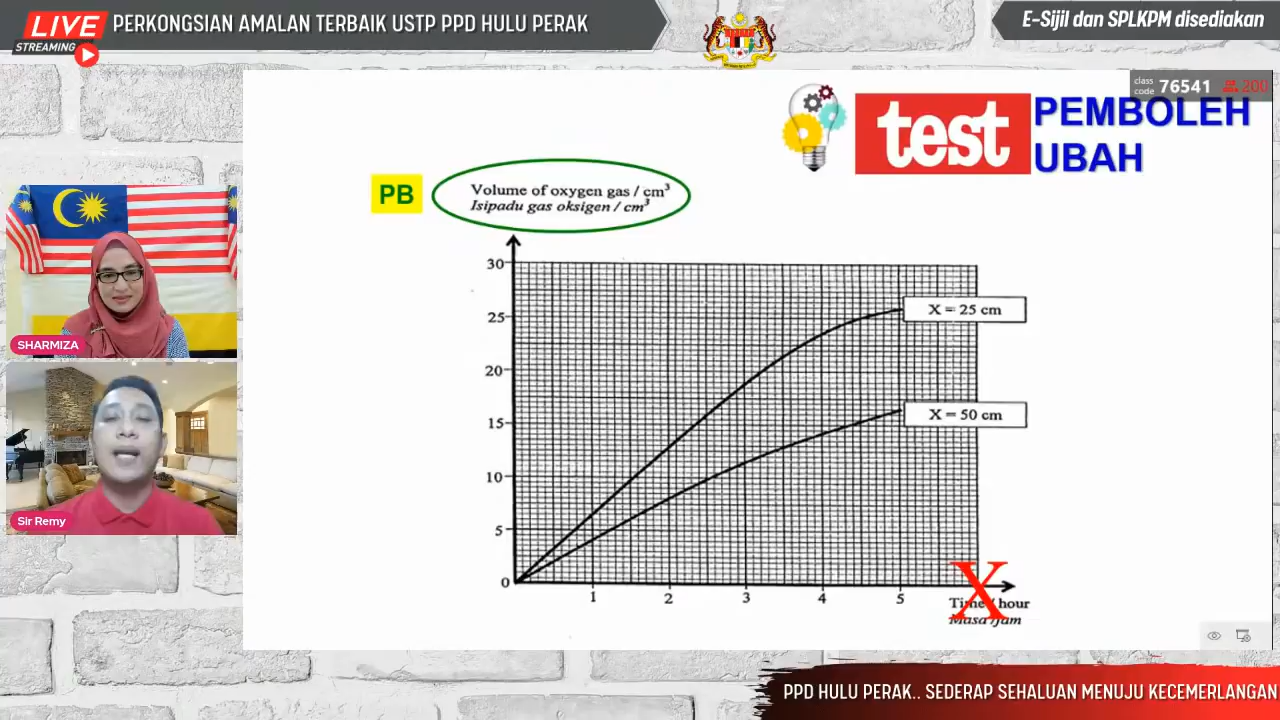 LIVE
STREAMING
PERKONGSIAN AMALAN TERBAIK USTP PPD HULU PERAK
E-Sijil dan SPLKPM disediakan
class code 76541 200
test PEMBOLEH UBAH
PB
Volume of oxygen gas / cm³
Isipadu gas oksigen / cm³
30
25
20
15
10
5
0
X = 25 cm
X = 50 cm
1 2 3 4 5
X
Time / hour
Masa /Jam
SHARMIZA
Sir Remy
PPD HULU PERAK.. SEDERAP SEHALUAN MENUJU KECEMERLANGAN